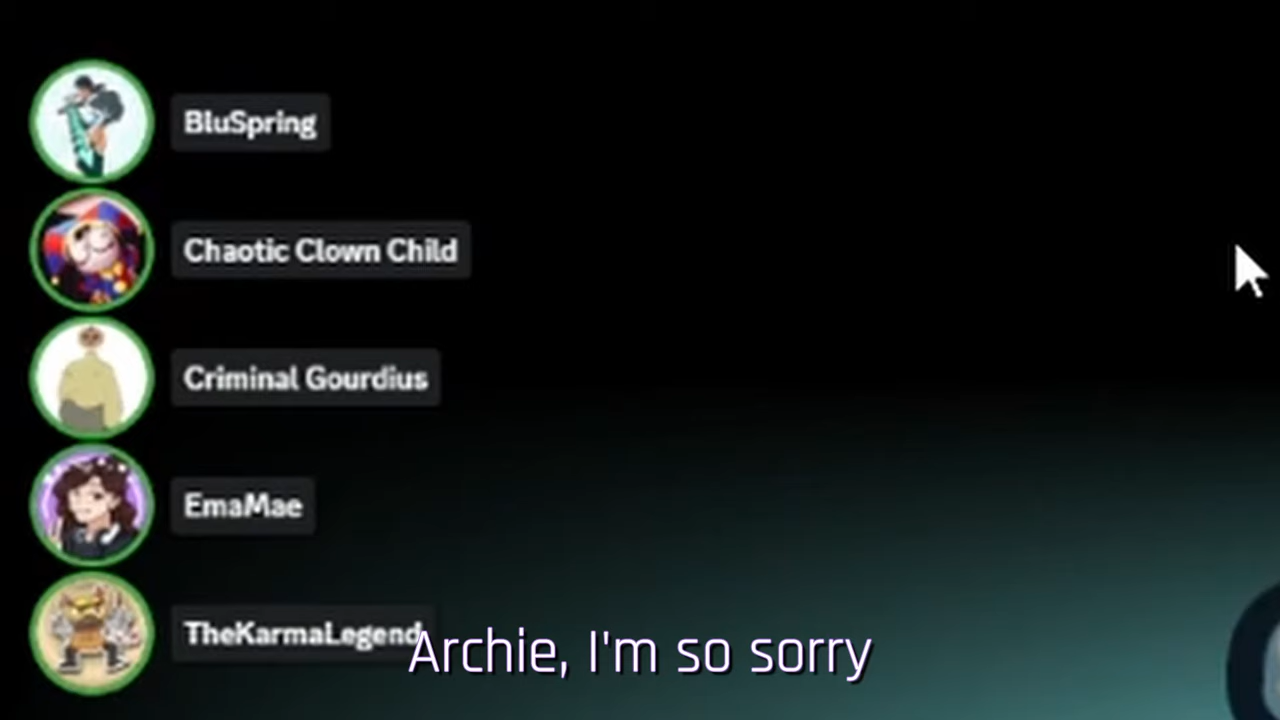 BluSpring
Chaotic Clown Child
Criminal Gourdius
EmaMae
TheKarmaLegend
Archie, I'm so sorry